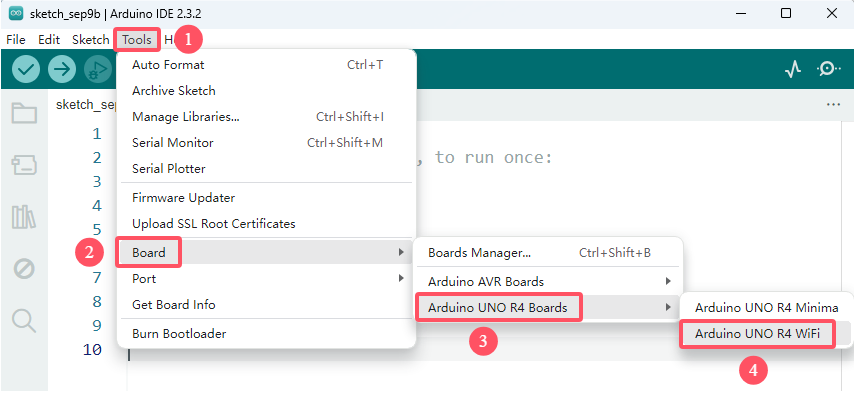 sketch_sep9b | Arduino IDE 2.3.2
File Edit Sketch Tools H
1
sketch_sep
...
Auto Format Ctrl+T
Archive Sketch
Manage Libraries... Ctrl+Shift+I
Serial Monitor Ctrl+Shift+M
Serial Plotter
Firmware Updater
Upload SSL Root Certificates
2 Board
Port
Get Board Info
Burn Bootloader
1
2 , to run once:
3
4
5
7
8
9
10
Boards Manager... Ctrl+Shift+B
Arduino AVR Boards
Arduino UNO R4 Boards
3
Arduino UNO R4 Minima
Arduino UNO R4 WiFi
4